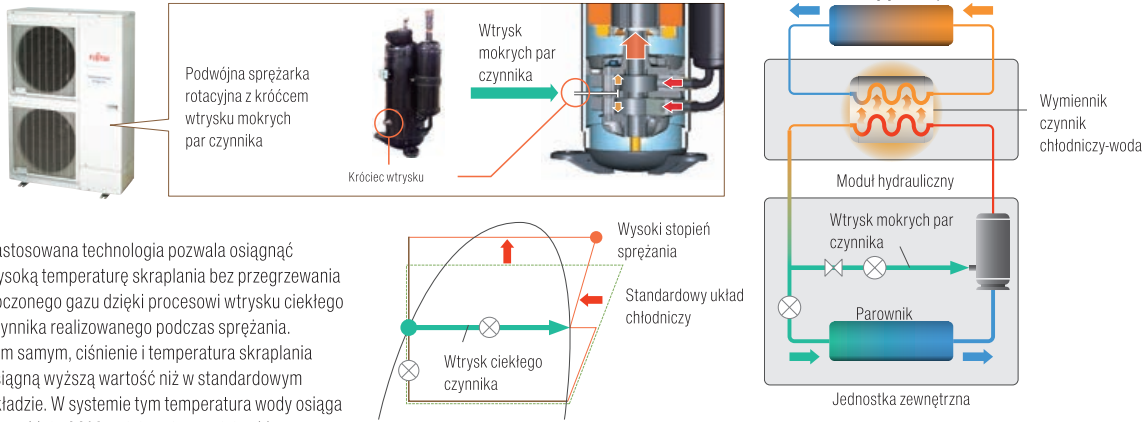 FUJITSU
Podwójna sprężarka
rotacyjna z króćcem
wtrysku mokrych
par czynnika
Króciec wtrysku
Wtrysk
mokrych par
czynnika
Wymiennik
czynnik
chłodniczy-woda
Moduł hydrauliczny
Wtrysk mokrych par
czynnika
Parownik
Jednostka zewnętrzna
astosowana technologia pozwala osiągnąć
ysoką temperaturę skraplania bez przegrzewania
oczonego gazu dzięki procesowi wtrysku ciekłego
ynnika realizowanego podczas sprężania.
m samym, ciśnienie i temperatura skraplania
siągną wyższą wartość niż w standardowym
kładzie. W systemie tym temperatura wody osiąga
Wysoki stopień
sprężania
Standardowy układ
chłodniczy
Wtrysk ciekłego
czynnika